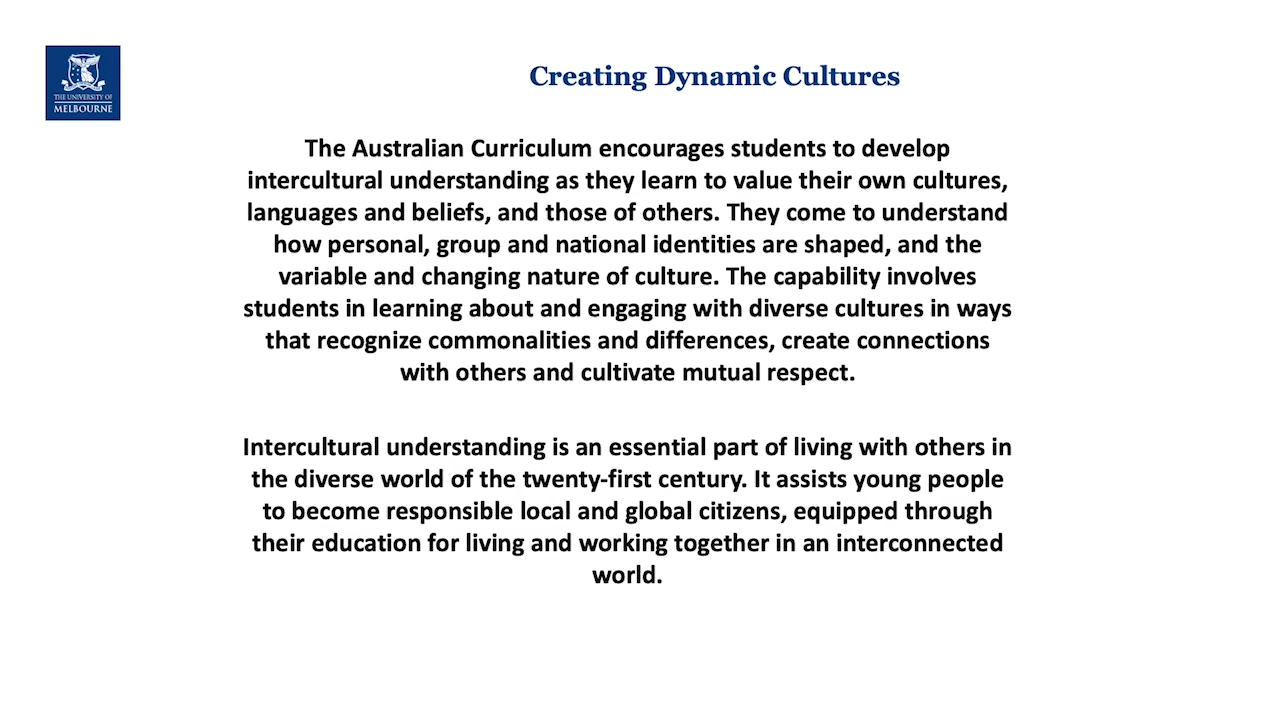 THE UNIVERSITY OF
MELBOURNE
Creating Dynamic Cultures
The Australian Curriculum encourages students to develop
intercultural understanding as they learn to value their own cultures,
languages and beliefs, and those of others. They come to understand
how personal, group and national identities are shaped, and the
variable and changing nature of culture. The capability involves
students in learning about and engaging with diverse cultures in ways
that recognize commonalities and differences, create connections
with others and cultivate mutual respect.
Intercultural understanding is an essential part of living with others in
the diverse world of the twenty-first century. It assists young people
to become responsible local and global citizens, equipped through
their education for living and working together in an interconnected
world.